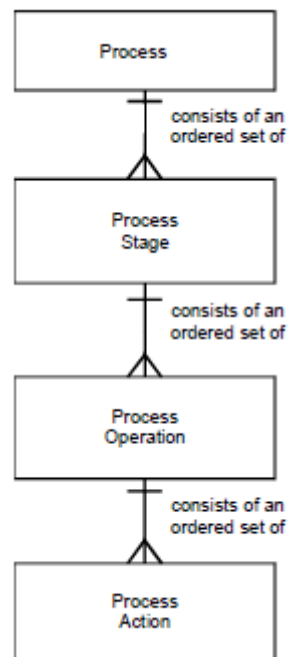 Process
consists of an
ordered set of
Process
Stage
consists of an
ordered set of
Process
Operation
consists of an
ordered set of
Process
Action